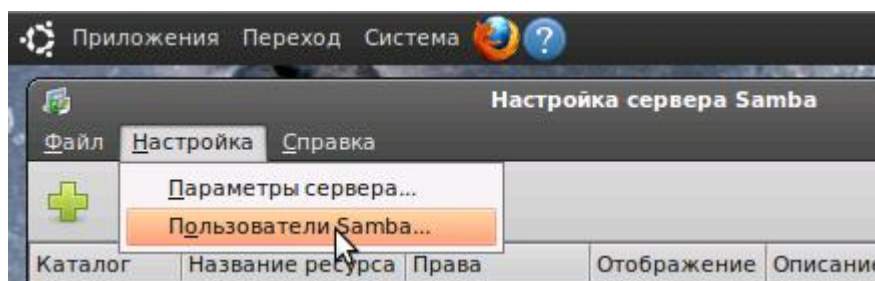 Приложения Переход Система ?
Настройка сервера Samba
Файл Настройка Справка
Параметры сервера...
Пользователи Samba...
Каталог Название ресурса Права Отображение Описание